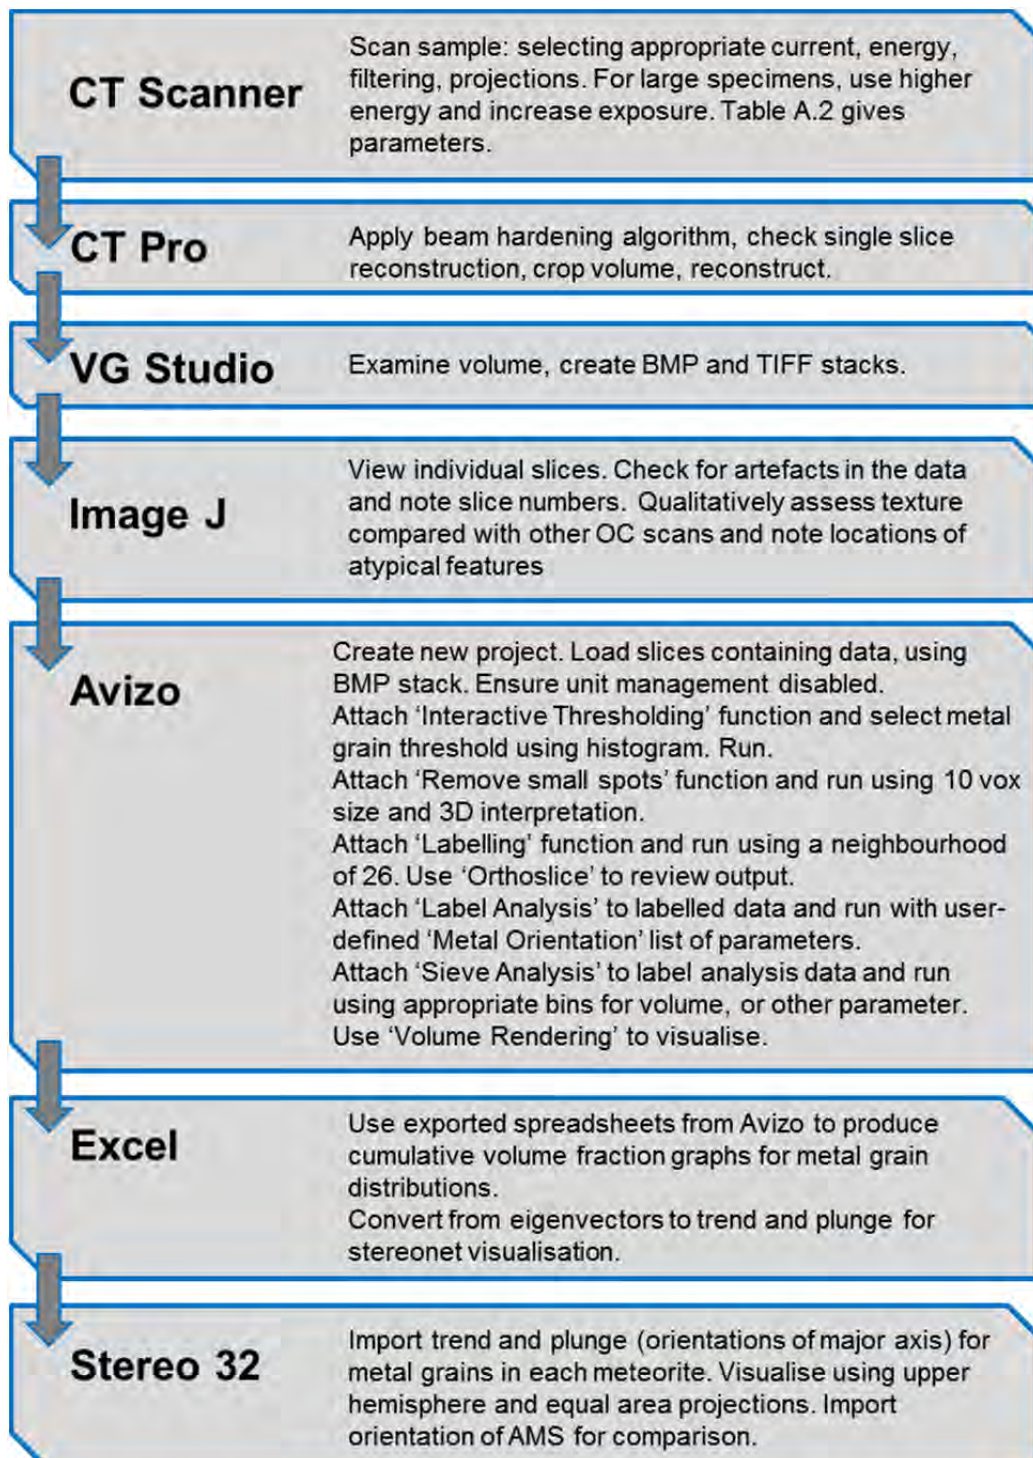 CT Scanner
Scan sample: selecting appropriate current, energy,
filtering, projections. For large specimens, use higher
energy and increase exposure. Table A.2 gives
parameters.
CT Pro
Apply beam hardening algorithm, check single slice
reconstruction, crop volume, reconstruct.
VG Studio
Examine volume, create BMP and TIFF stacks.
Image J
View individual slices. Check for artefacts in the data
and note slice numbers. Qualitatively assess texture
compared with other OC scans and note locations of
atypical features
Avizo
Create new project. Load slices containing data, using
BMP stack. Ensure unit management disabled.
Attach ‘Interactive Thresholding’ function and select metal
grain threshold using histogram. Run.
Attach ‘Remove small spots’ function and run using 10 vox
size and 3D interpretation.
Attach ‘Labelling’ function and run using a neighbourhood
of 26. Use ‘Orthoslice’ to review output.
Attach ‘Label Analysis’ to labelled data and run with user-
defined ‘Metal Orientation’ list of parameters.
Attach ‘Sieve Analysis’ to label analysis data and run
using appropriate bins for volume, or other parameter.
Use ‘Volume Rendering’ to visualise.
Excel
Use exported spreadsheets from Avizo to produce
cumulative volume fraction graphs for metal grain
distributions.
Convert from eigenvectors to trend and plunge for
stereonet visualisation.
Stereo 32
Import trend and plunge (orientations of major axis) for
metal grains in each meteorite. Visualise using upper
hemisphere and equal area projections. Import
orientation of AMS for comparison.